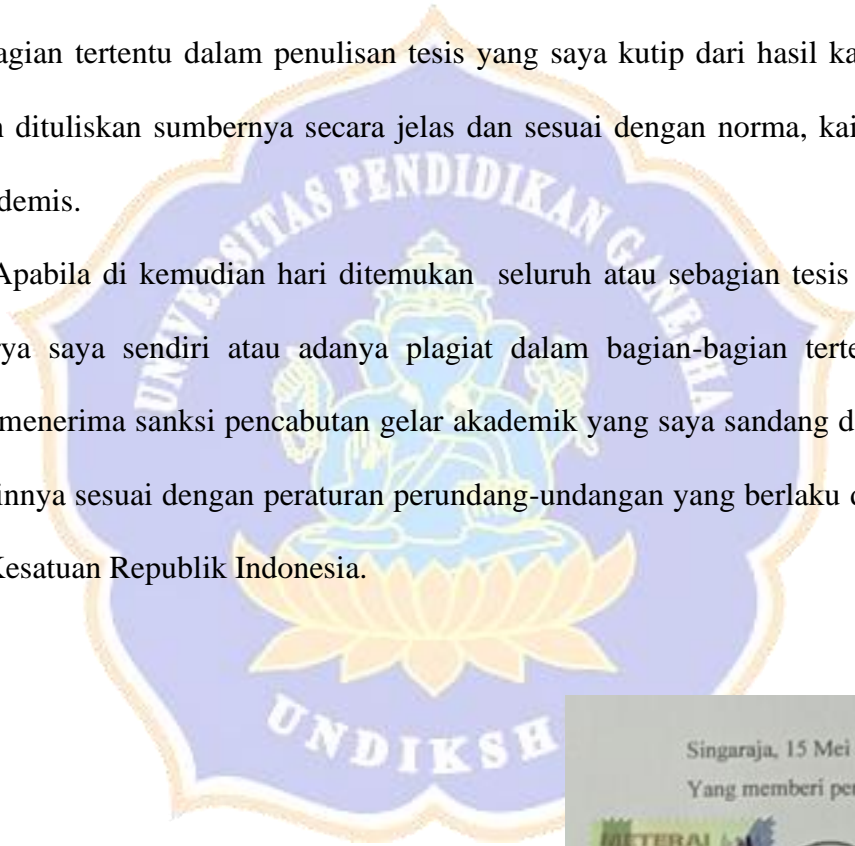 agian tertentu dalam penulisan tesis yang saya kutip dari hasil ka
dituliskan sumbernya secara jelas dan sesuai dengan norma, kai
demis.
UNIVERSITAS PENDIDIKAN GANESHA
Apabila di kemudian hari ditemukan seluruh atau sebagian tesis
ya saya sendiri atau adanya plagiat dalam bagian-bagian terte
menerima sanksi pencabutan gelar akademik yang saya sandang d
innya sesuai dengan peraturan perundang-undangan yang berlaku
Kesatuan Republik Indonesia.
UNDIKSHA
Singaraja, 15 Mei
Yang memberi per
METERAI